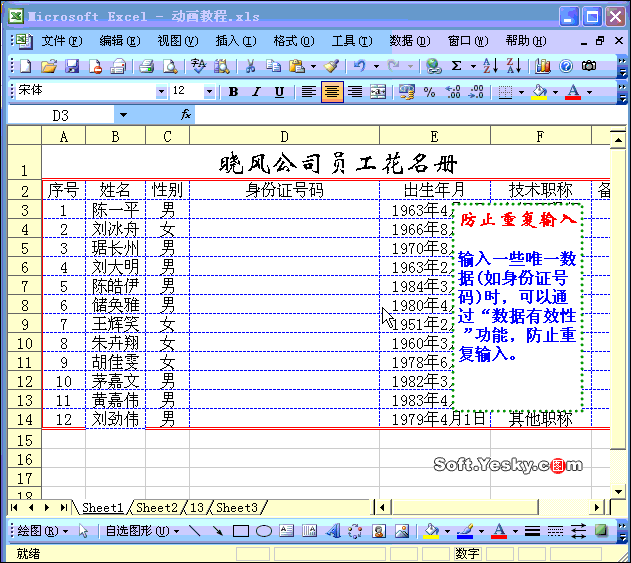 Microsoft Excel - 动画教程.xls
文件(F) 编辑(E) 视图(V) 插入(I) 格式(O) 工具(T) 数据(D) 窗口(W) 帮助(H)
宋体 12 B I U
D3 fx
A B C D E F
1 晓风公司员工花名册
2 序号 姓名 性别 身份证号码 出生年月 技术职称 备
3 1 陈一平 男 1963年4
4 2 刘冰舟 女 1966年8
5 3 琚长州 男 1970年8
6 4 刘大明 男 1963年2
7 5 陈皓伊 男 1984年3
8 6 储奂雅 男 1980年4
9 7 王辉笑 女 1951年2
10 8 朱卉翔 女 1960年3
11 9 胡佳雯 女 1978年6
12 10 茅嘉文 男 1982年3
13 11 黄嘉伟 男 1983年4
14 12 刘劲伟 男 1979年4月1日 其他职称
15
16
17
18
防止重复输入
输入一些唯一数
据(如身份证号
码)时，可以通
过“数据有效性
”功能，防止重
复输入。
Soft.Yesky.c图m
Sheet1 Sheet2 13 Sheet3
绘图(R) 自选图形(U)
就绪 数字